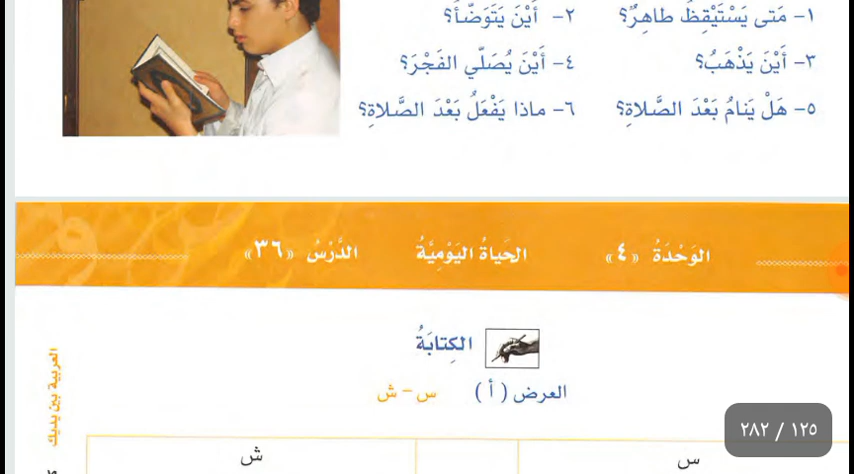 ١- مَتى يَسْتَيْقِظُ طاهِرٌ؟ ٢- أَيْنَ يَتَوَضَّأُ؟
٣- أَيْنَ يَذْهَبُ؟ ٤- أَيْنَ يُصَلّي الفَجْرَ؟
٥- هَلْ يَنامُ بَعْدَ الصَّلاةِ؟ ٦- ماذا يَفْعَلُ بَعْدَ الصَّلاةِ؟
الوَحْدَةُ «٤» الحَياةُ اليَوْمِيَّةُ الدَّرْسُ «٣٦»
الكِتابَةُ
العرض ( أ ) س - ش
س ش
العربية بين يديك
١٢٥ / ٢٨٢